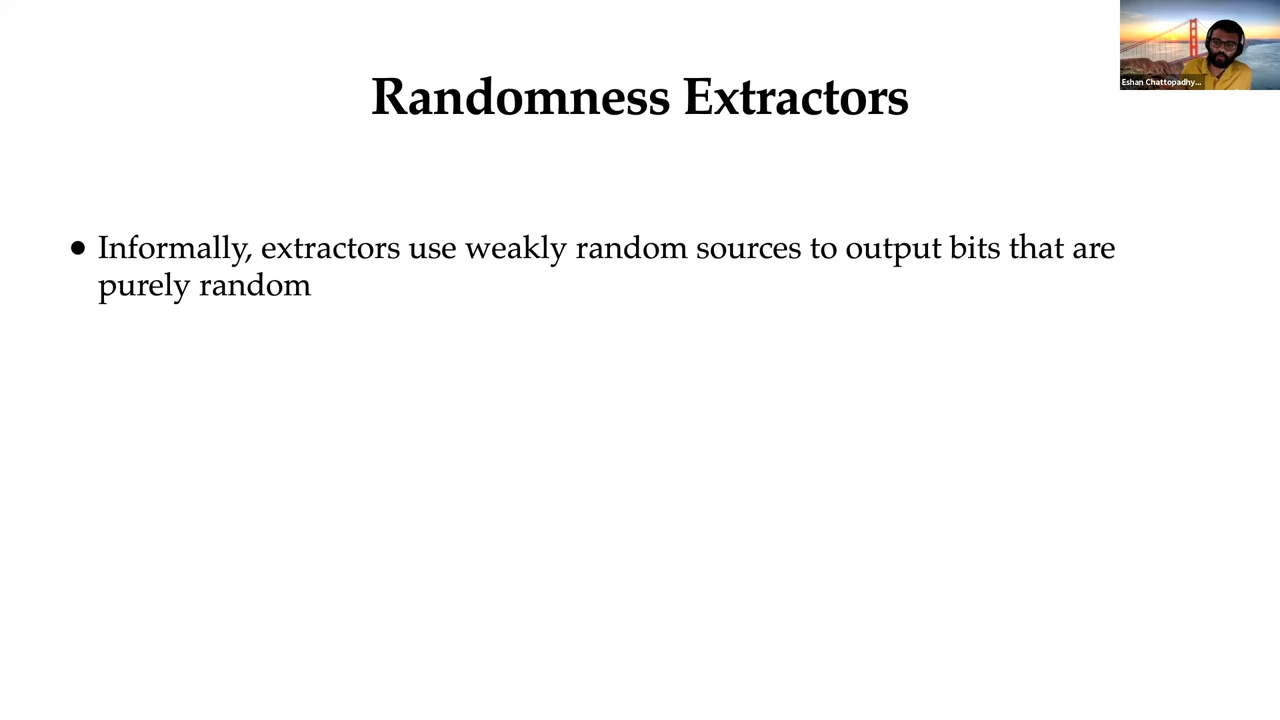 Eshan Chattopadhy...
Randomness Extractors
● Informally, extractors use weakly random sources to output bits that are
purely random